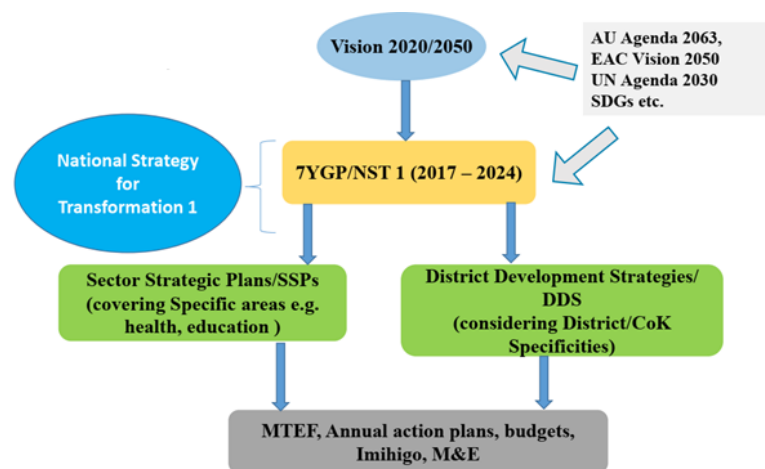 Vision 2020/2050
AU Agenda 2063,
EAC Vision 2050
UN Agenda 2030
SDGs etc.
National Strategy
for
Transformation 1
7YGP/NST 1 (2017 – 2024)
Sector Strategic Plans/SSPs
(covering Specific areas e.g.
health, education )
District Development Strategies/
DDS
(considering District/CoK
Specificities)
MTEF, Annual action plans, budgets,
Imihigo, M&E